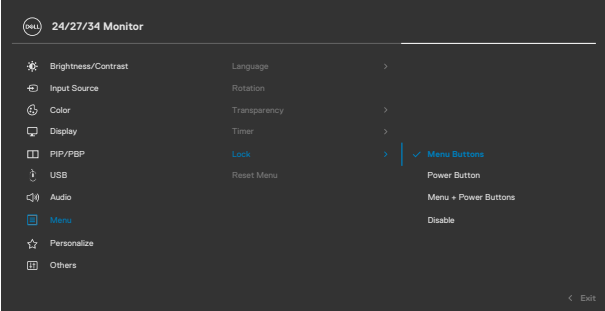 DELL 24/27/34 Monitor
Brightness/Contrast Language
Input Source Rotation
Color Transparency
Display Timer
PIP/PBP Lock Menu Buttons
USB Reset Menu Power Button
Audio Menu + Power Buttons
Menu Disable
Personalize
Others
Exit